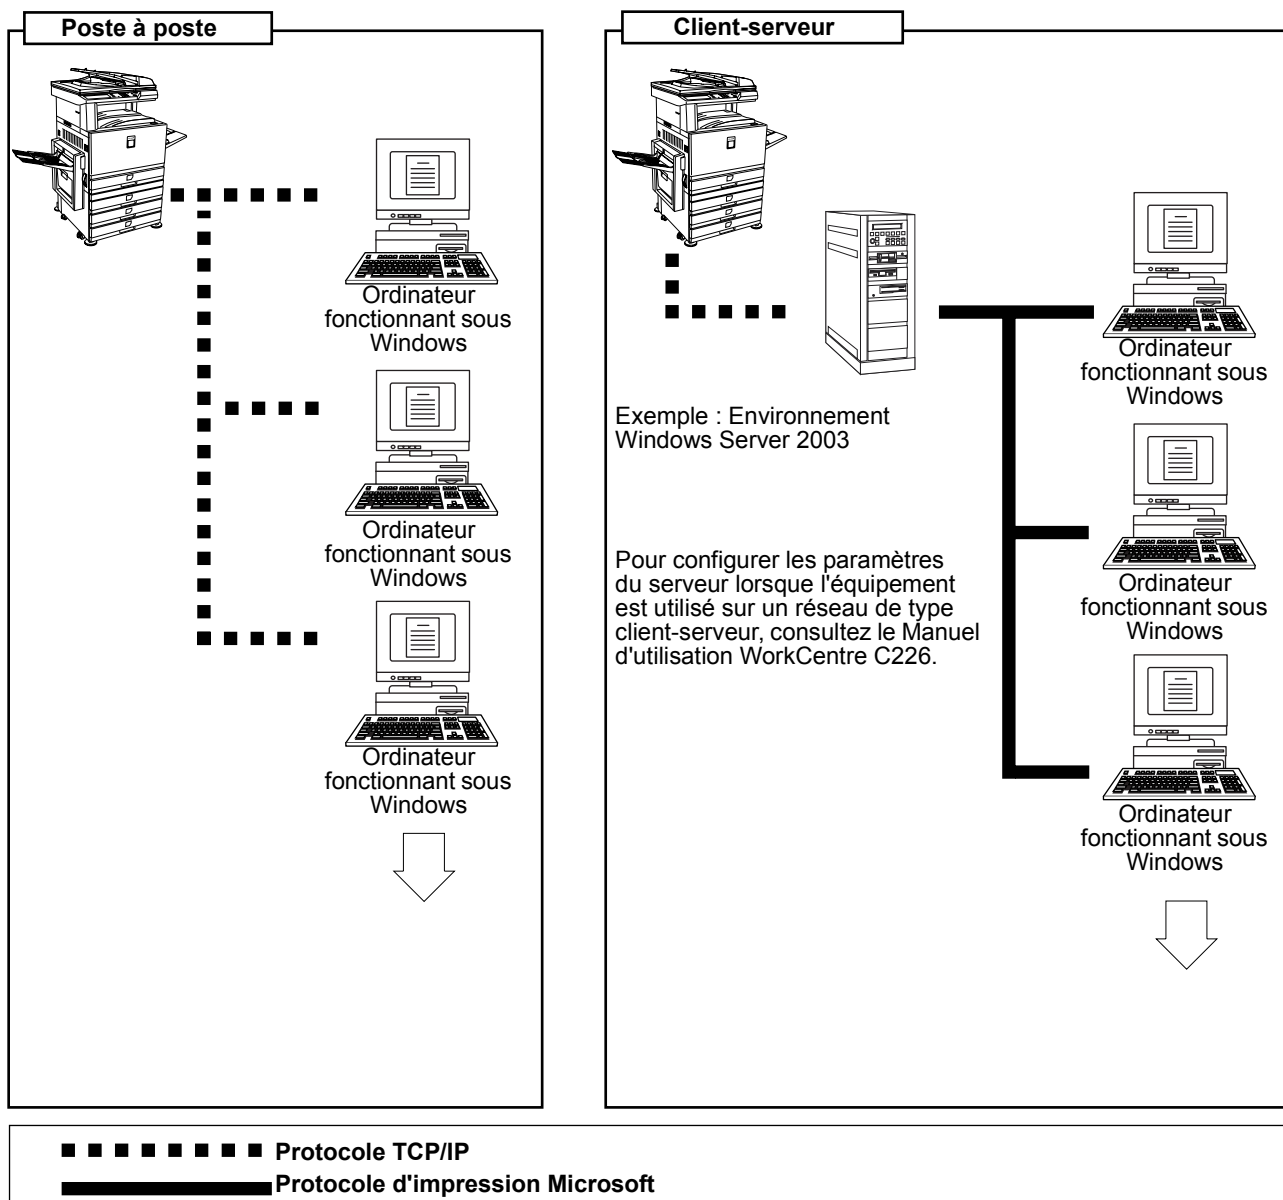 Poste à poste
Ordinateur
fonctionnant sous
Windows
Ordinateur
fonctionnant sous
Windows
Ordinateur
fonctionnant sous
Windows
Client-serveur
Exemple : Environnement
Windows Server 2003
Pour configurer les paramètres
du serveur lorsque l'équipement
est utilisé sur un réseau de type
client-serveur, consultez le Manuel
d'utilisation WorkCentre C226.
Ordinateur
fonctionnant sous
Windows
Ordinateur
fonctionnant sous
Windows
Ordinateur
fonctionnant sous
Windows
Protocole TCP/IP
Protocole d'impression Microsoft